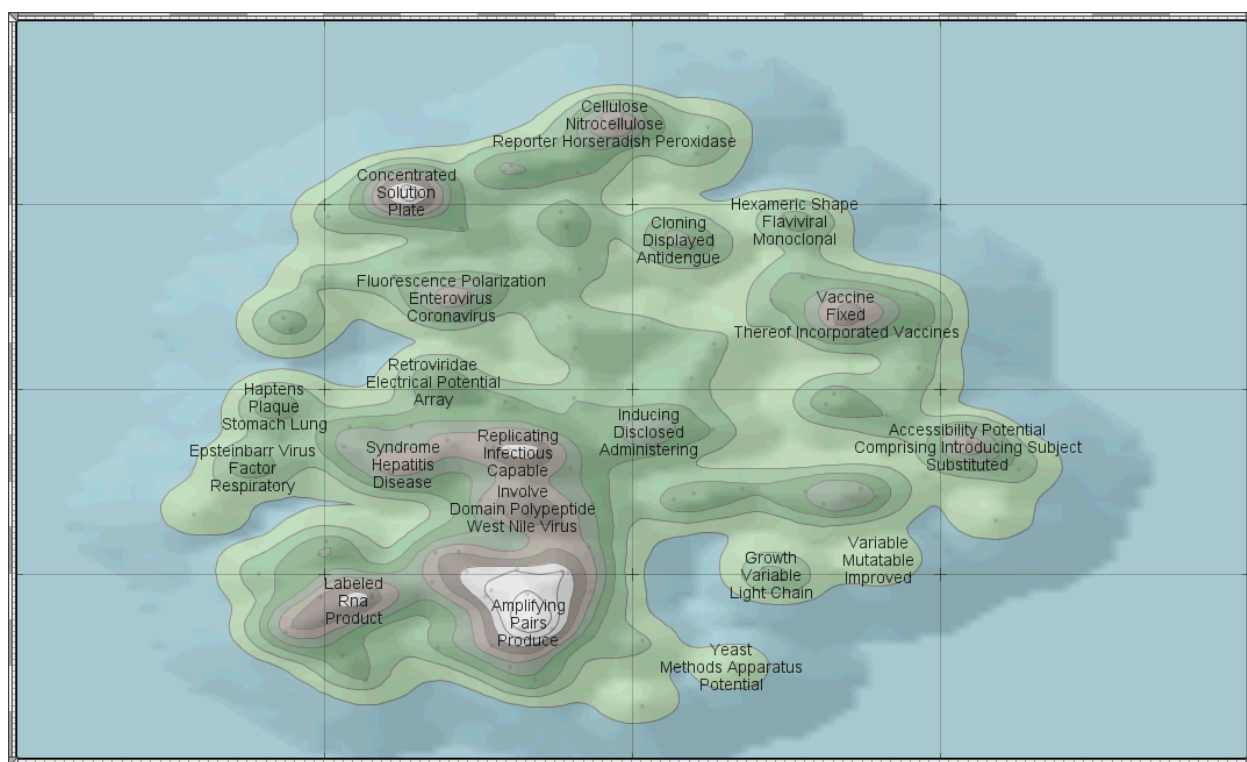 Cellulose
Nitrocellulose
Reporter Horseradish Peroxidase
Concentrated
Solution
Plate
Hexameric Shape
Flaviviral
Monoclonal
Cloning
Displayed
Antidengue
Fluorescence Polarization
Enterovirus
Coronavirus
Vaccine
Fixed
Thereof Incorporated Vaccines
Retroviridae
Electrical Potential
Array
Haptens
Plaque
Stomach Lung
Inducing
Disclosed
Administering
Accessibility Potential
Comprising Introducing Subject
Substituted
Epsteinbarr Virus
Factor
Respiratory
Syndrome
Hepatitis
Disease
Replicating
Infectious
Capable
Involve
Domain Polypeptide
West Nile Virus
Variable
Mutatable
Improved
Growth
Variable
Light Chain
Labeled
Rna
Product
Amplifying
Pairs
Produce
Yeast
Methods Apparatus
Potential